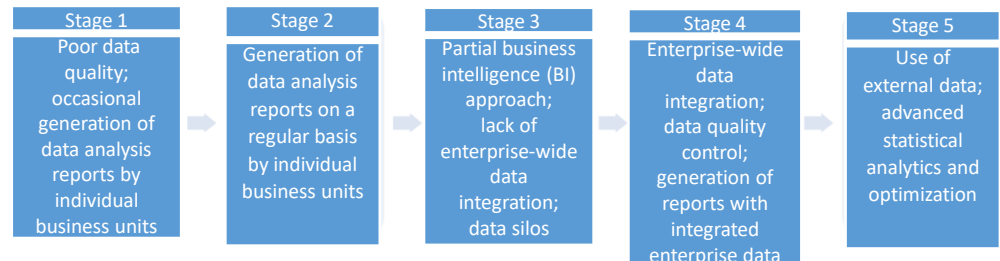 Stage 1
Poor data
quality;
occasional
generation of
data analysis
reports by
individual
business units
Stage 2
Generation of
data analysis
reports on a
regular basis
by individual
business units
Stage 3
Partial business
intelligence (BI)
approach;
lack of
enterprise-wide
data
integration;
data silos
Stage 4
Enterprise-wide
data
integration;
data quality
control;
generation of
reports with
integrated
enterprise data
Stage 5
Use of
external data;
advanced
statistical
analytics and
optimization